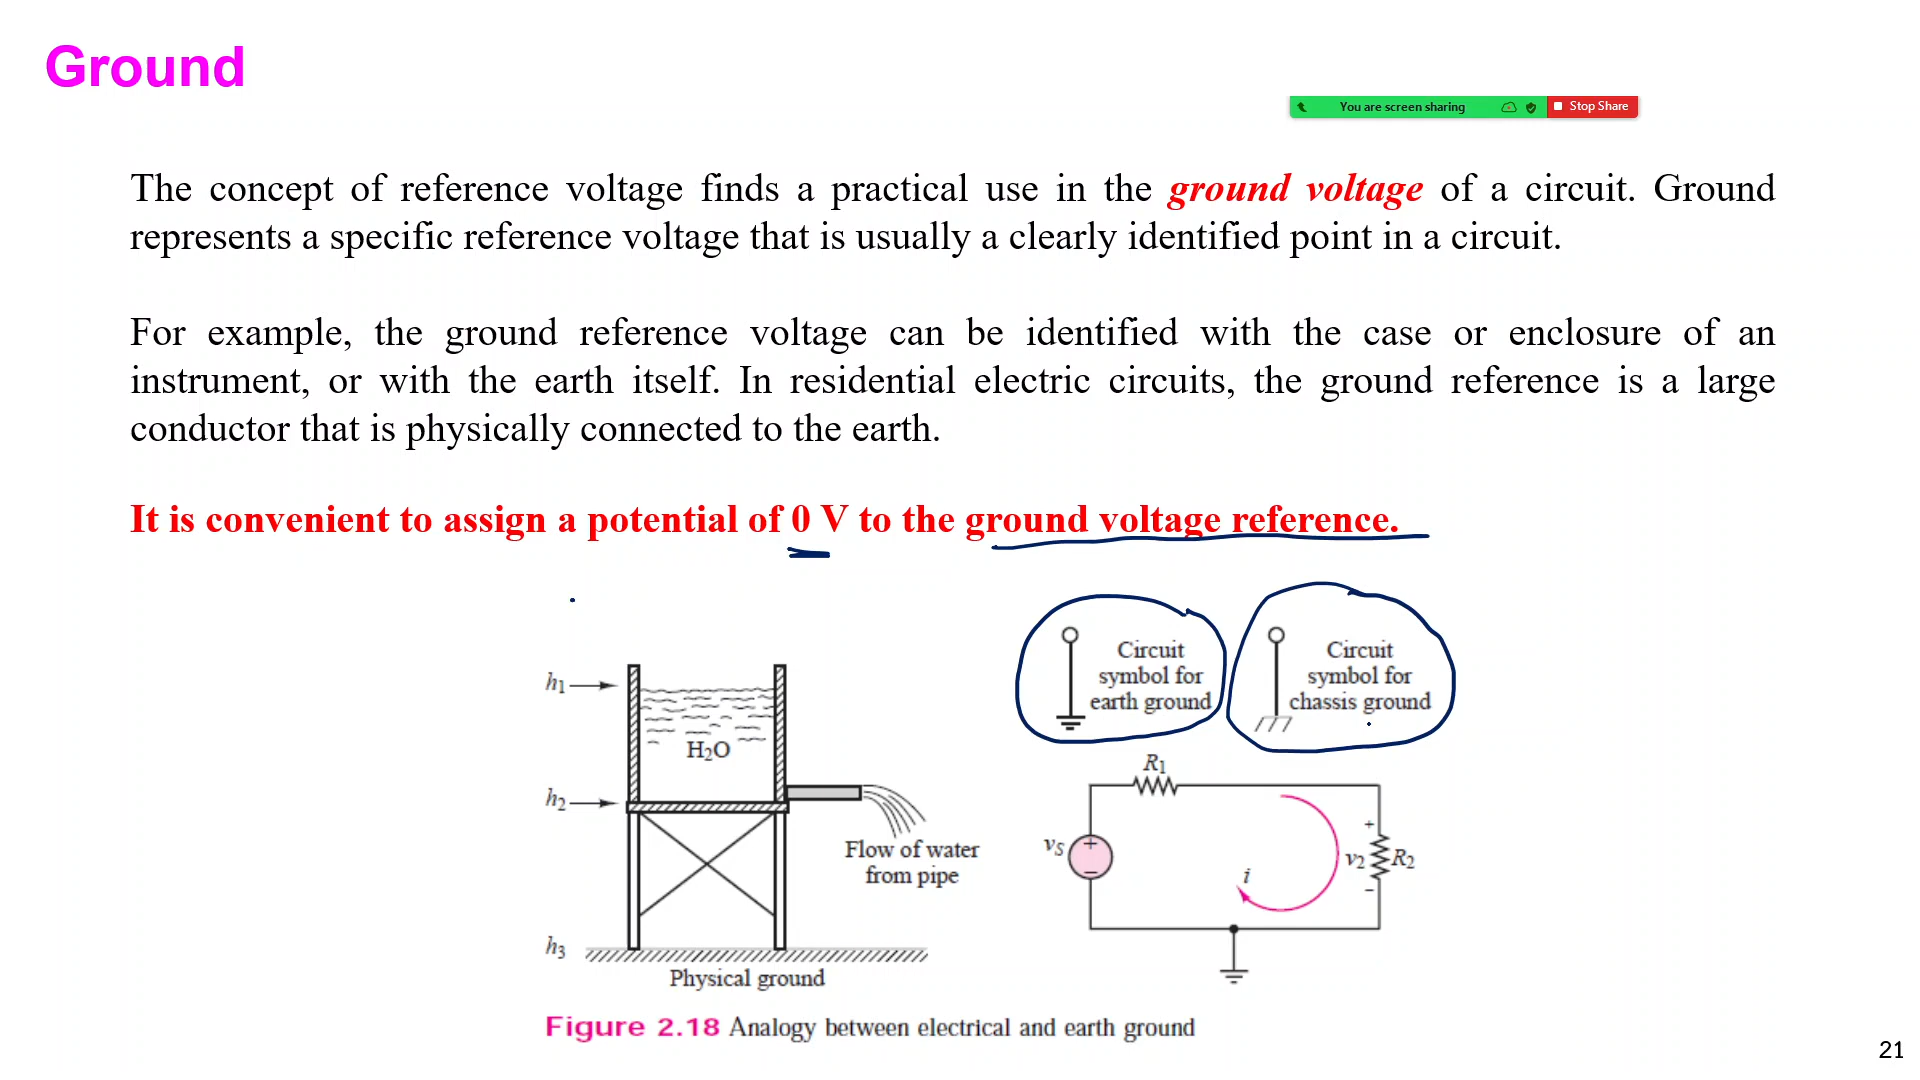 Ground
You are screen sharing
Stop Share
The concept of reference voltage finds a practical use in the ground voltage of a circuit. Ground
represents a specific reference voltage that is usually a clearly identified point in a circuit.
For example, the ground reference voltage can be identified with the case or enclosure of an
instrument, or with the earth itself. In residential electric circuits, the ground reference is a large
conductor that is physically connected to the earth.
It is convenient to assign a potential of 0 V to the ground voltage reference.
h1
H2O
h2
Flow of water
from pipe
h3
Physical ground
Circuit
symbol for
earth ground
Circuit
symbol for
chassis ground
R1
vS
+
−
i
+
v2
−
R2
Figure 2.18 Analogy between electrical and earth ground
21